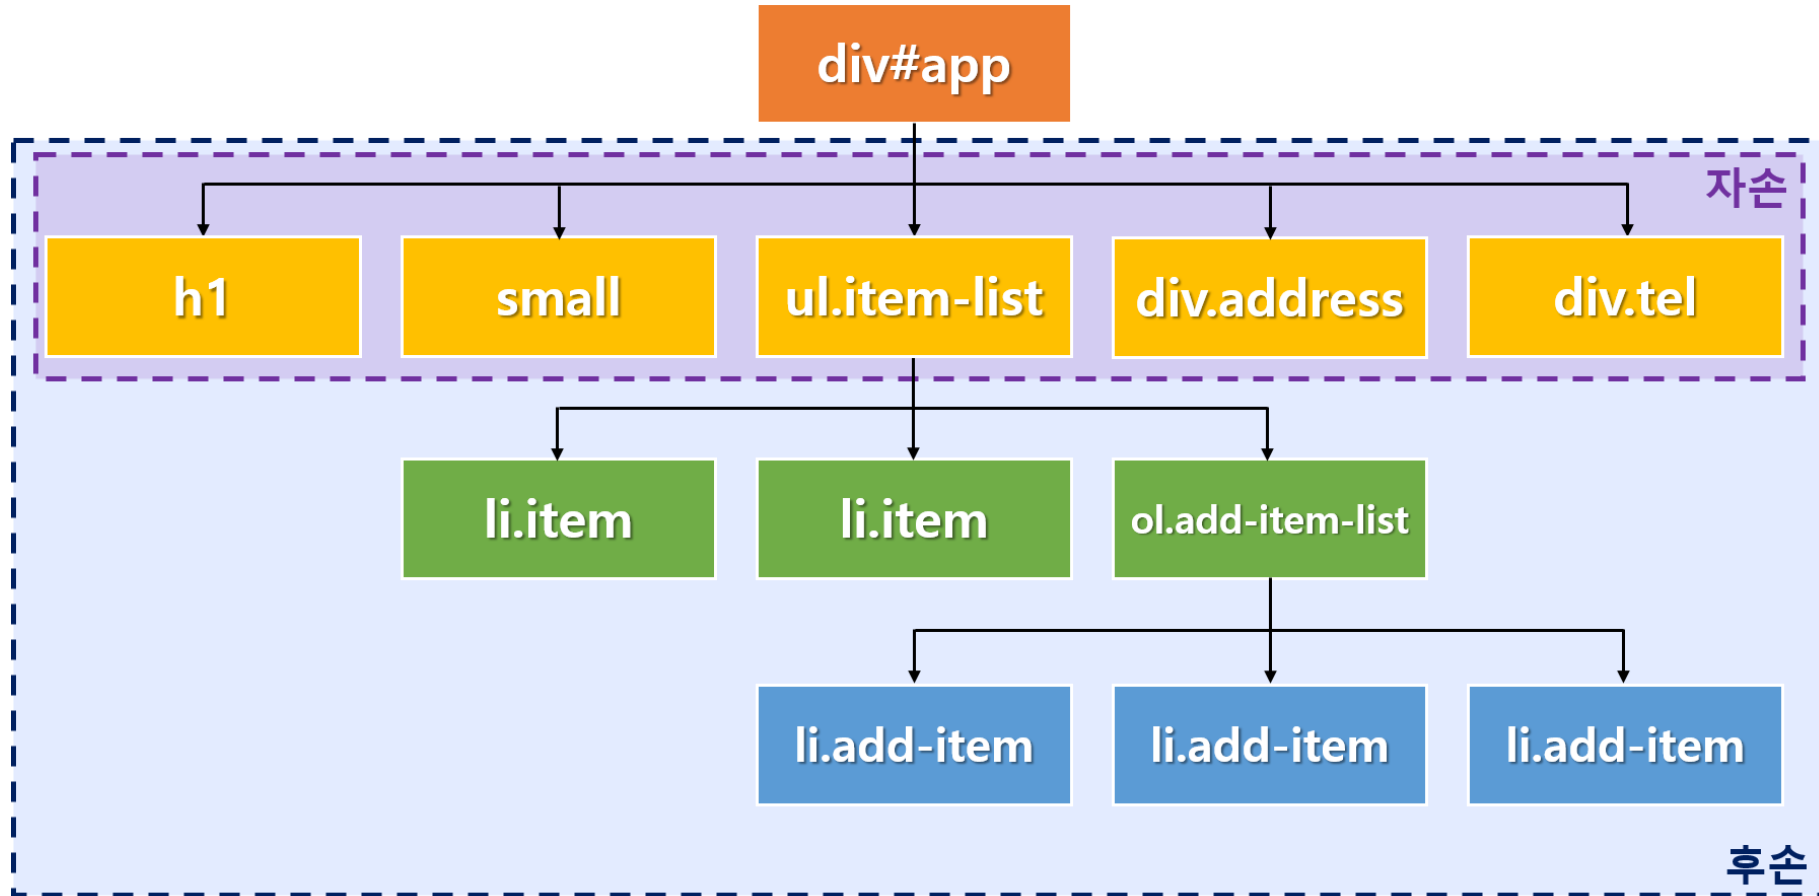 div#app
자손
h1
small
ul.item-list
div.address
div.tel
li.item
li.item
ol.add-item-list
li.add-item
li.add-item
li.add-item
후손